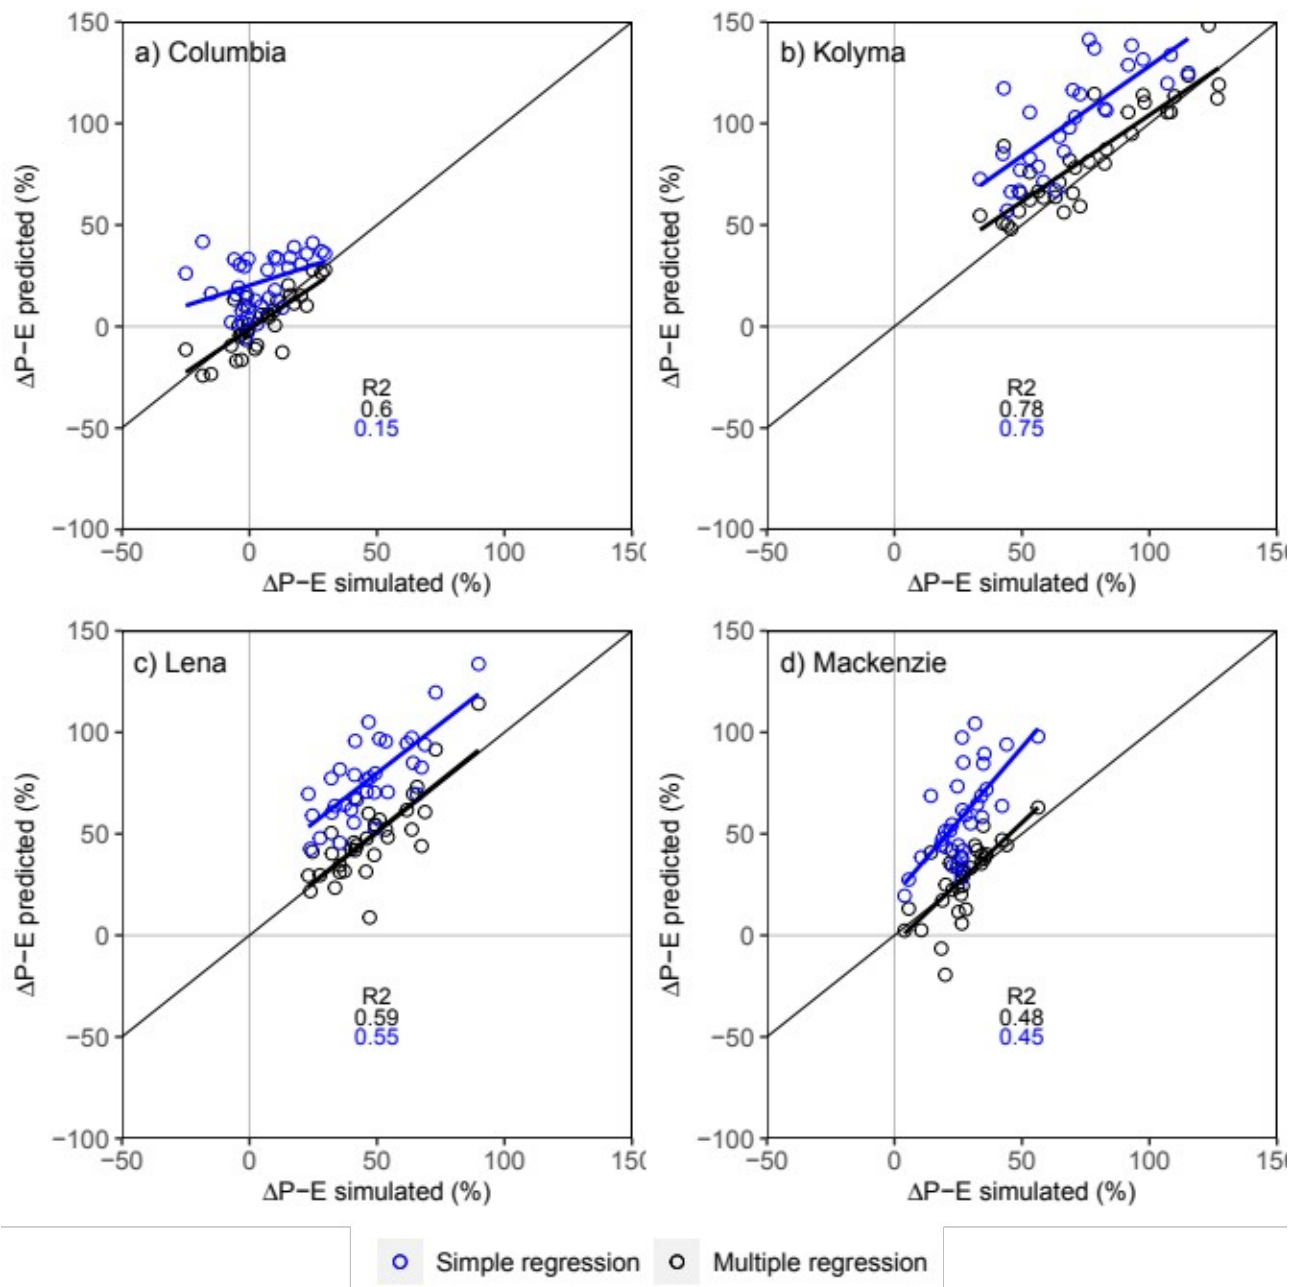 a) Columbia
150
100
50
0
−50
−100
ΔP−E predicted (%)
R2
0.6
0.15
−50 0 50 100 150
ΔP−E simulated (%)
b) Kolyma
150
100
50
0
−50
−100
ΔP−E predicted (%)
R2
0.78
0.75
−50 0 50 100 15
ΔP−E simulated (%)
c) Lena
150
100
50
0
−50
−100
ΔP−E predicted (%)
R2
0.59
0.55
−50 0 50 100 150
ΔP−E simulated (%)
d) Mackenzie
150
100
50
0
−50
−100
ΔP−E predicted (%)
R2
0.48
0.45
−50 0 50 100 15
ΔP−E simulated (%)
Simple regression Multiple regression